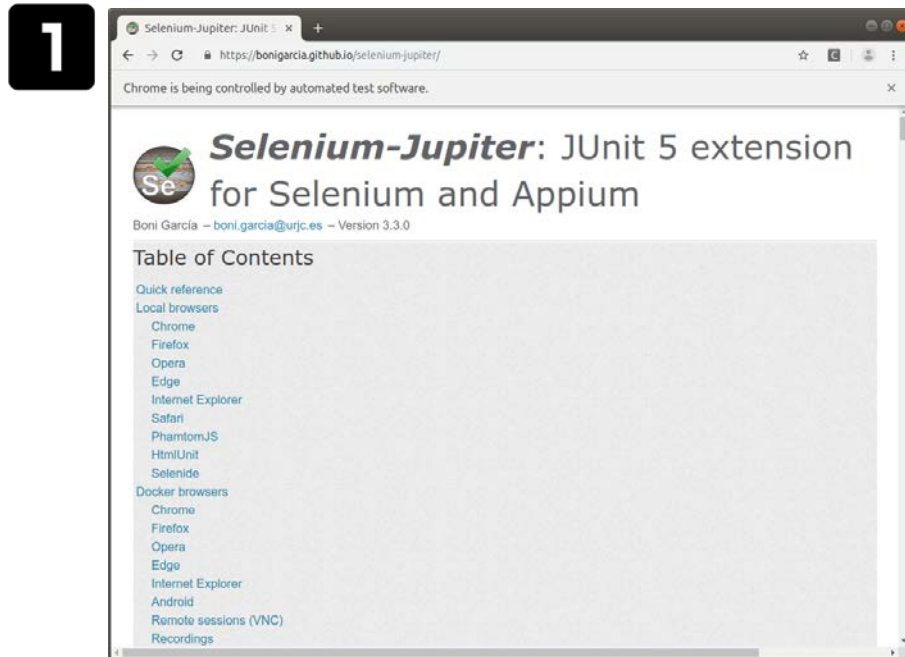 1
Selenium-Jupiter: JUnit 5
https://bonigarcia.github.io/selenium-jupiter/
Chrome is being controlled by automated test software.
Se
Selenium-Jupiter: JUnit 5 extension
for Selenium and Appium
Boni García – boni.garcia@urjc.es – Version 3.3.0
Table of Contents
Quick reference
Local browsers
Chrome
Firefox
Opera
Edge
Internet Explorer
Safari
PhamtomJS
HtmlUnit
Selenide
Docker browsers
Chrome
Firefox
Opera
Edge
Internet Explorer
Android
Remote sessions (VNC)
Recordings